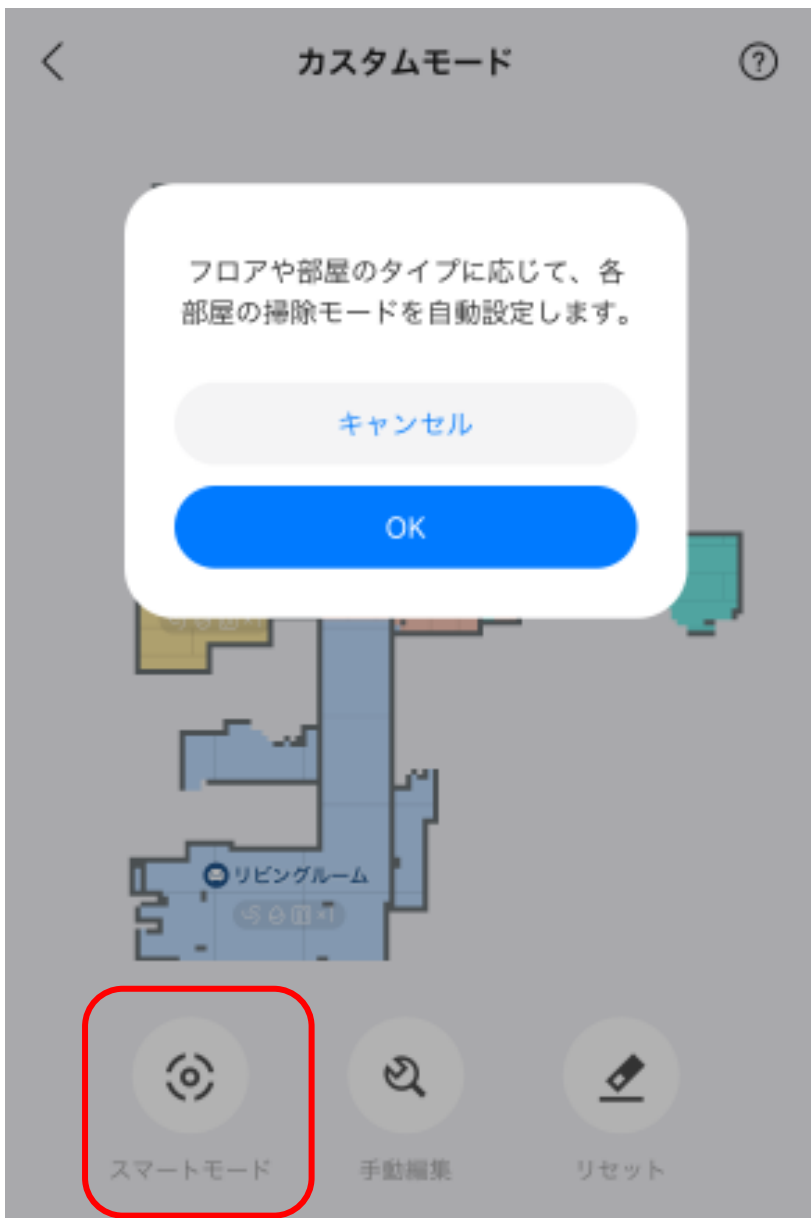 カスタムモード
フロアや部屋のタイプに応じて、各
部屋の掃除モードを自動設定します。
キャンセル
OK
リビングルーム
×1
スマートモード
手動編集
リセット